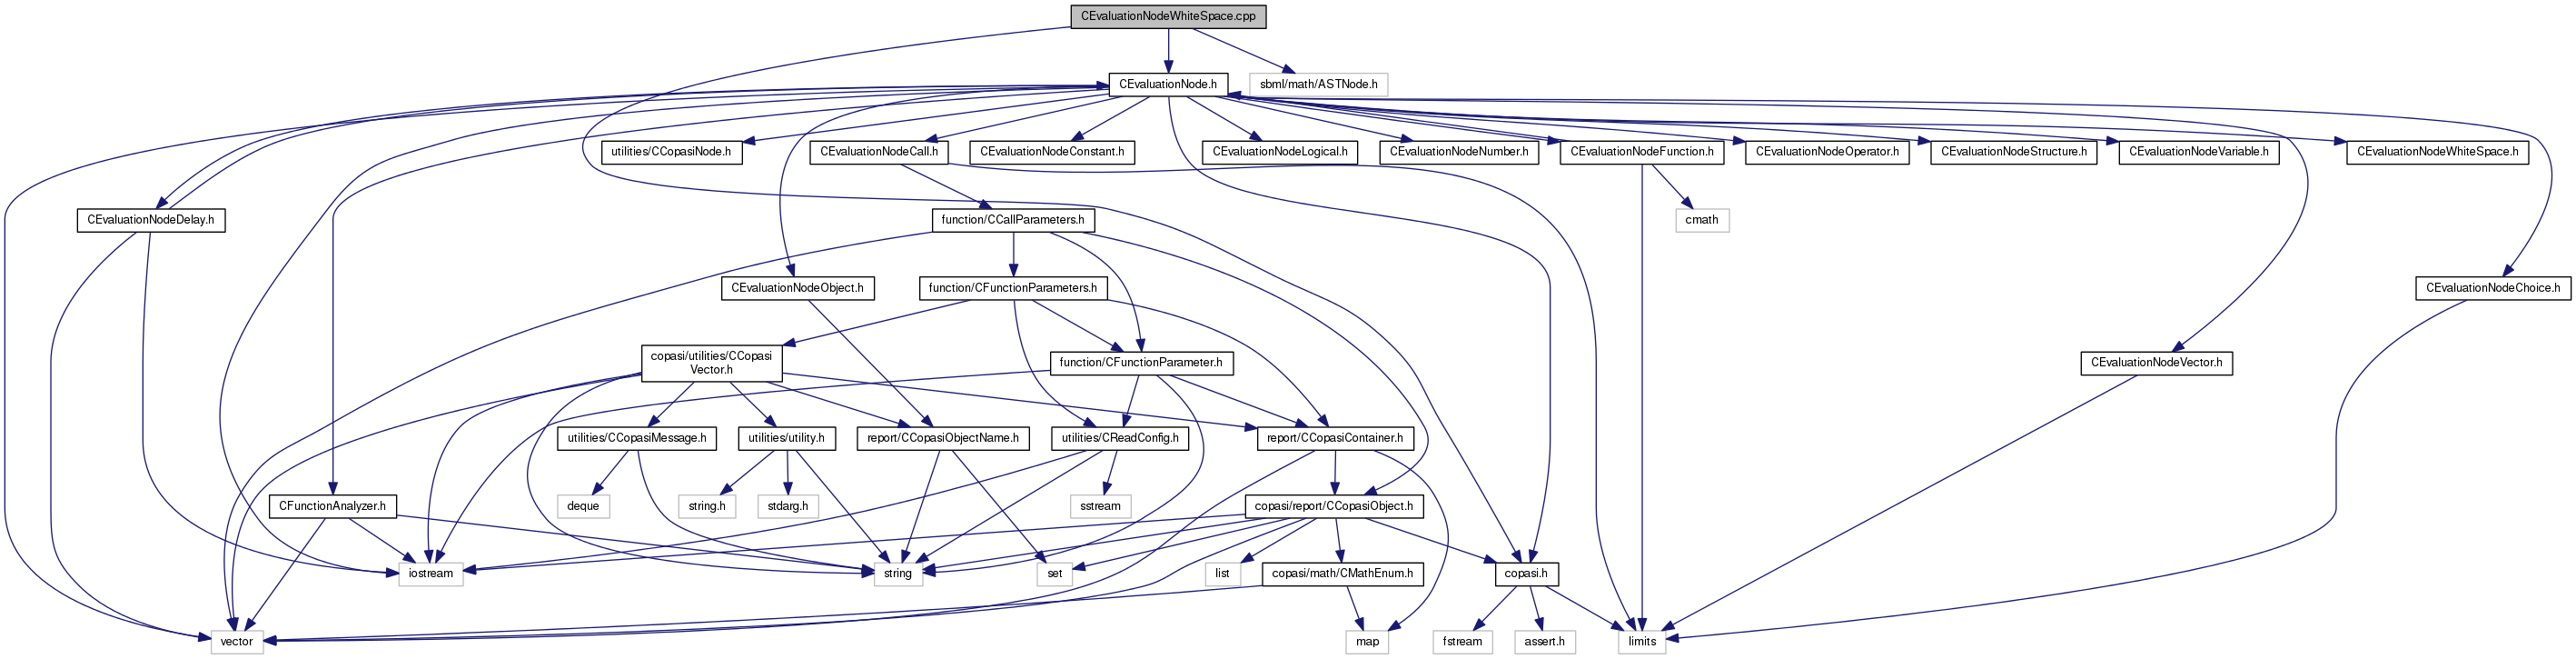 CEvaluationNodeWhiteSpace.cpp
CEvaluationNode.h
sbml/math/ASTNode.h
utilities/CCopasiNode.h
CEvaluationNodeCall.h
CEvaluationNodeConstant.h
CEvaluationNodeLogical.h
CEvaluationNodeNumber.h
CEvaluationNodeFunction.h
CEvaluationNodeOperator.h
CEvaluationNodeStructure.h
CEvaluationNodeVariable.h
CEvaluationNodeWhiteSpace.h
CEvaluationNodeDelay.h
function/CCallParameters.h
cmath
CEvaluationNodeObject.h
function/CFunctionParameters.h
CEvaluationNodeChoice.h
copasi/utilities/CCopasi
Vector.h
function/CFunctionParameter.h
CEvaluationNodeVector.h
utilities/CCopasiMessage.h
utilities/utility.h
report/CCopasiObjectName.h
utilities/CReadConfig.h
report/CCopasiContainer.h
CFunctionAnalyzer.h
deque
string.h
stdarg.h
sstream
copasi/report/CCopasiObject.h
iostream
string
set
list
copasi/math/CMathEnum.h
copasi.h
vector
map
fstream
assert.h
limits